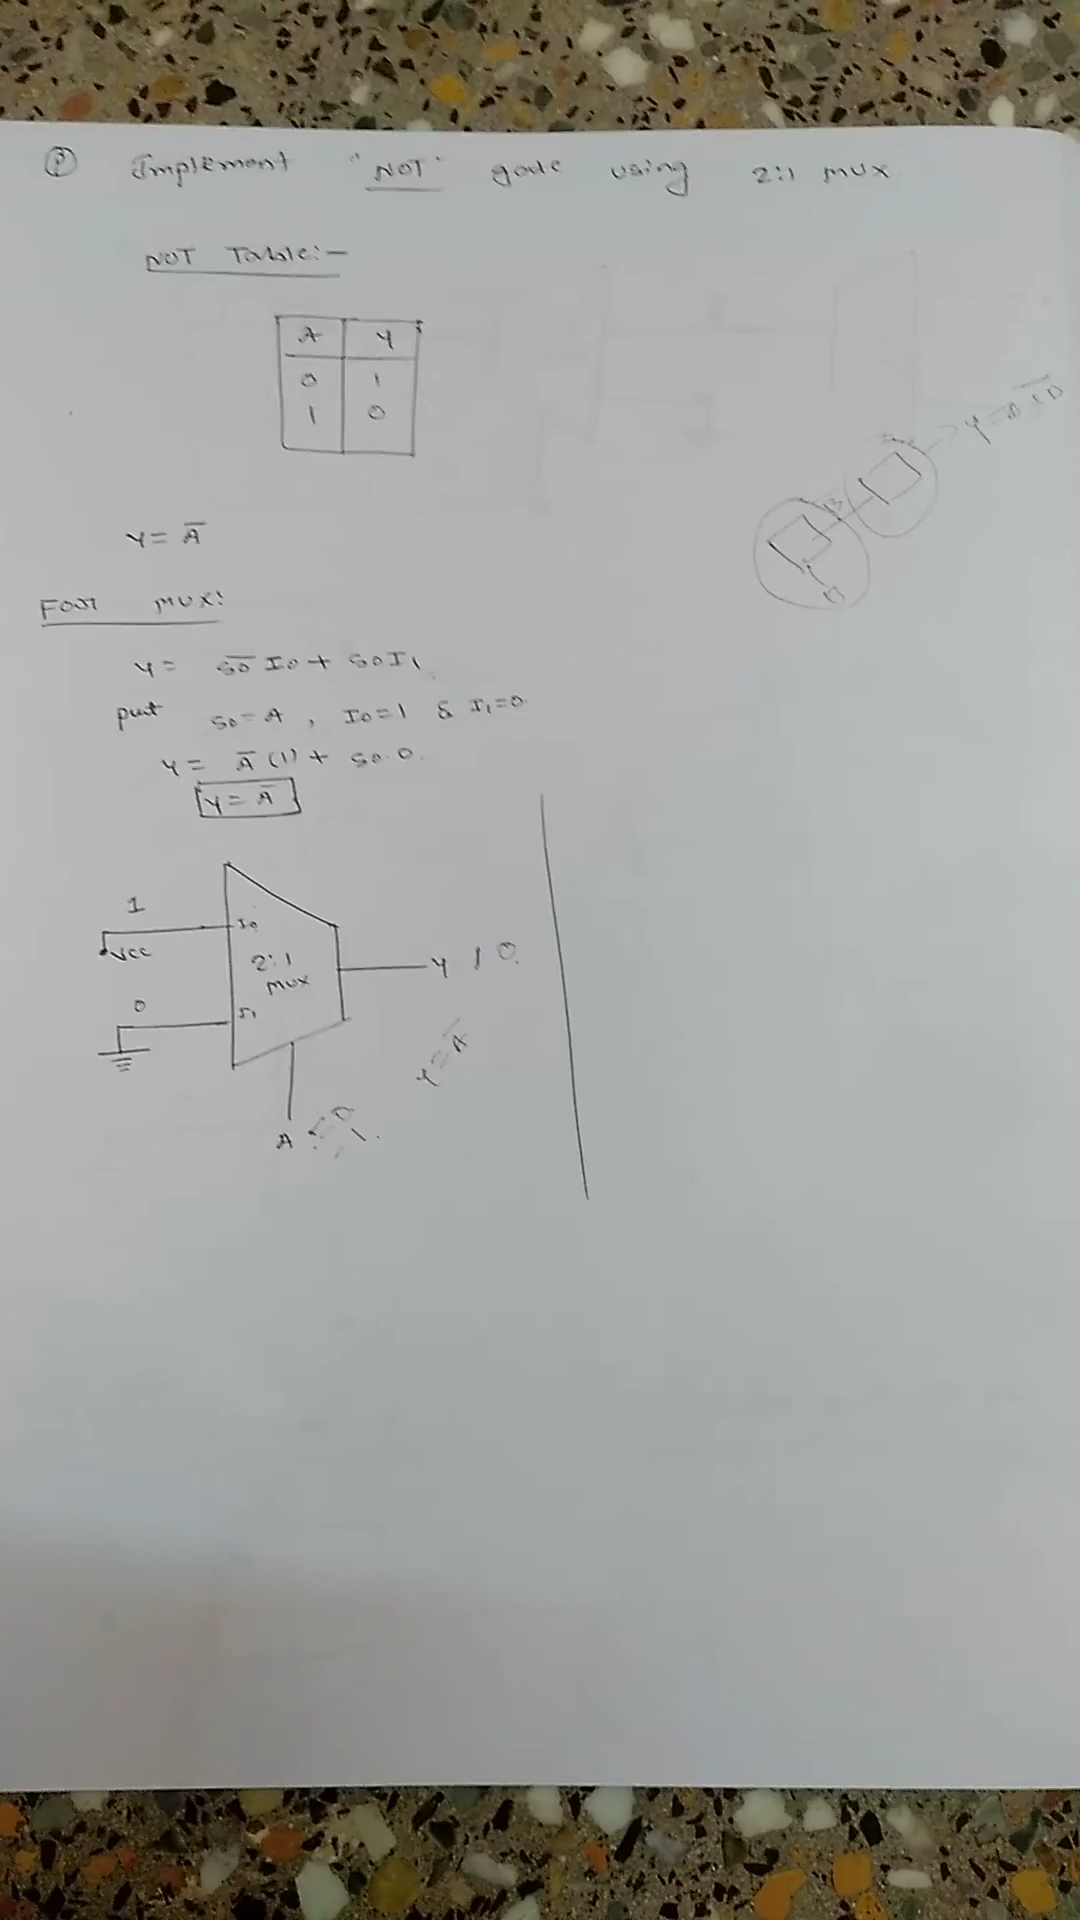 P Implement "NOT" gate using 2:1 MUX
NOT Table:-
A Y
0 1
1 0
Y = A̅
For MUX:
Y = S̅0 I0 + S0 I1
put S0 = A , I0 = 1 & I1 = 0
Y = A̅ (1) + S0.0.
Y = A̅
1
I0
VCC
2:1
MUX
Y 1 0
0
I1
Y = A̅
A = 0
1
B
B